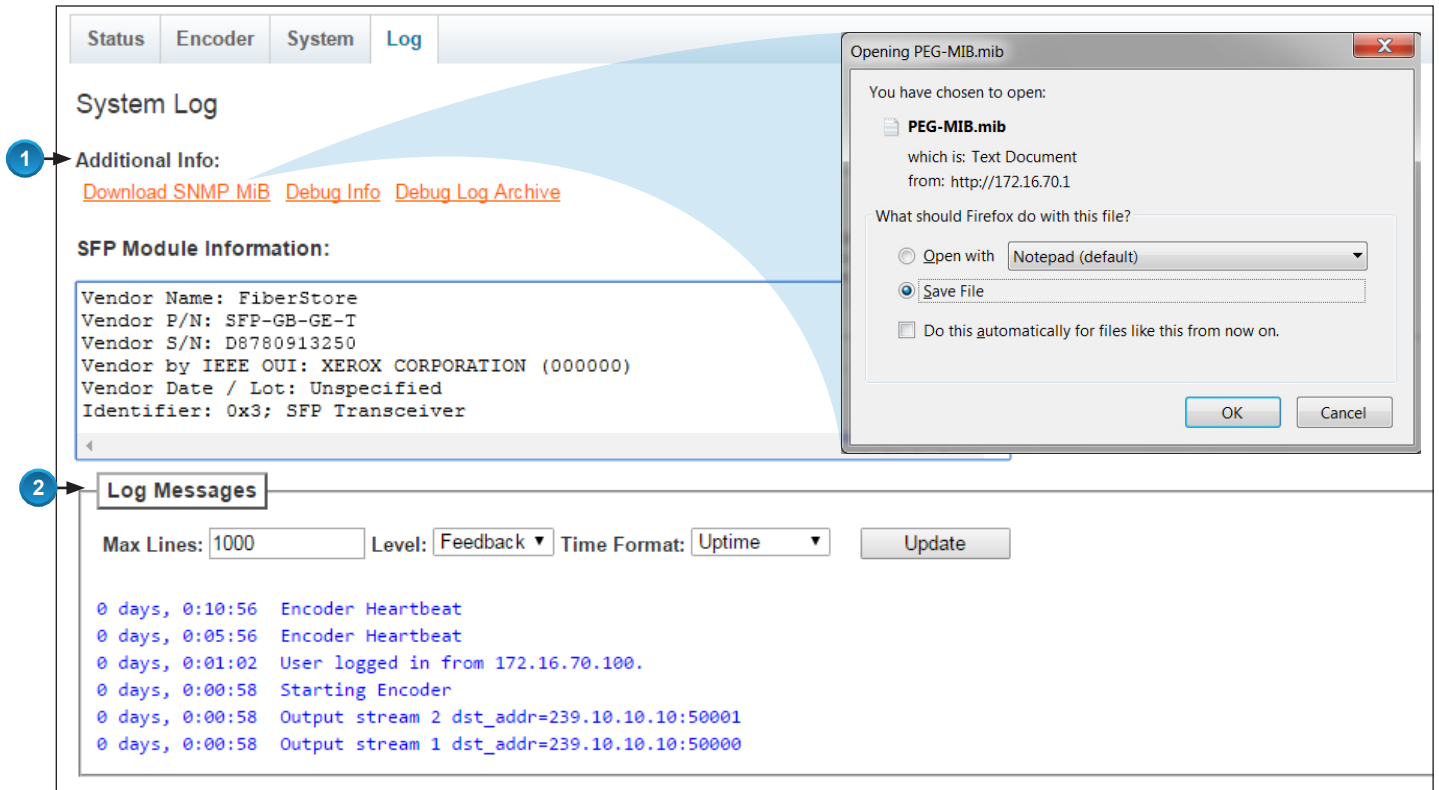 Status Encoder System Log
System Log
1
Additional Info:
Download SNMP MiB Debug Info Debug Log Archive
SFP Module Information:
Vendor Name: FiberStore
Vendor P/N: SFP-GB-GE-T
Vendor S/N: D8780913250
Vendor by IEEE OUI: XEROX CORPORATION (000000)
Vendor Date / Lot: Unspecified
Identifier: 0x3; SFP Transceiver
Opening PEG-MIB.mib
You have chosen to open:
PEG-MIB.mib
which is: Text Document
from: http://172.16.70.1
What should Firefox do with this file?
Open with Notepad (default)
Save File
Do this automatically for files like this from now on.
OK Cancel
2
Log Messages
Max Lines: 1000 Level: Feedback Time Format: Uptime Update
0 days, 0:10:56 Encoder Heartbeat
0 days, 0:05:56 Encoder Heartbeat
0 days, 0:01:02 User logged in from 172.16.70.100.
0 days, 0:00:58 Starting Encoder
0 days, 0:00:58 Output stream 2 dst_addr=239.10.10.10:50001
0 days, 0:00:58 Output stream 1 dst_addr=239.10.10.10:50000